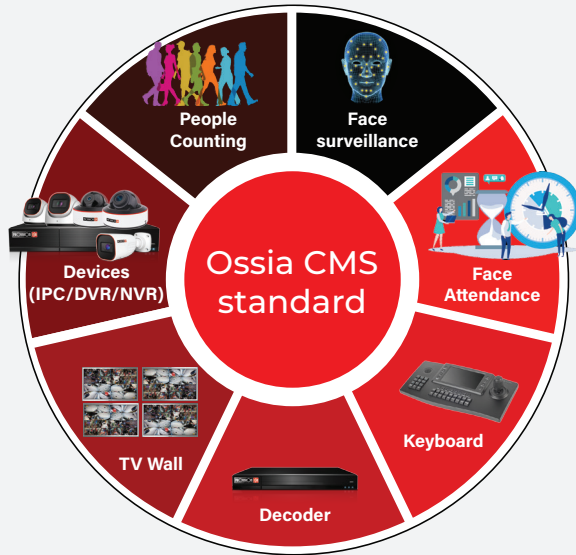 People
Counting
Face
surveillance
Devices
(IPC/DVR/NVR)
Ossia CMS
standard
Face
Attendance
TV Wall
Keyboard
Decoder